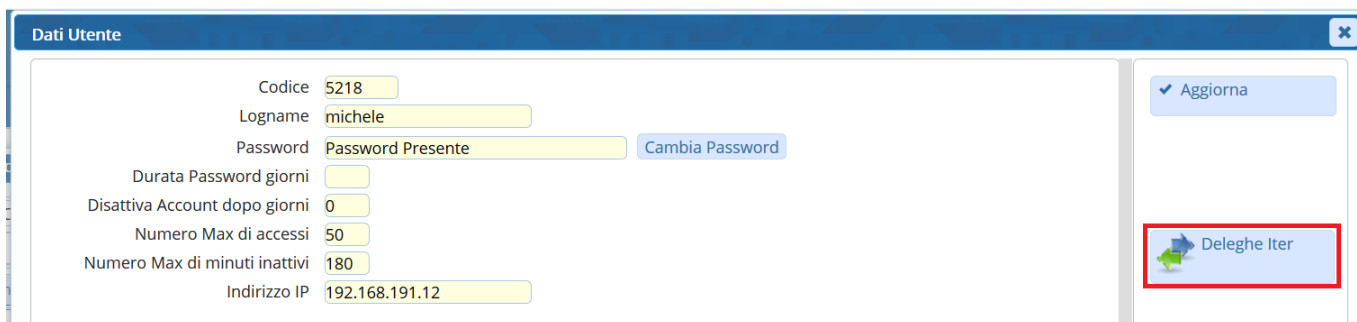 Dati Utente
Codice 5218
Aggiorna
Logname michele
Password Password Presente Cambia Password
Durata Password giorni
Disattiva Account dopo giorni 0
Numero Max di accessi 50
Deleghe Iter
Numero Max di minuti inattivi 180
Indirizzo IP 192.168.191.12